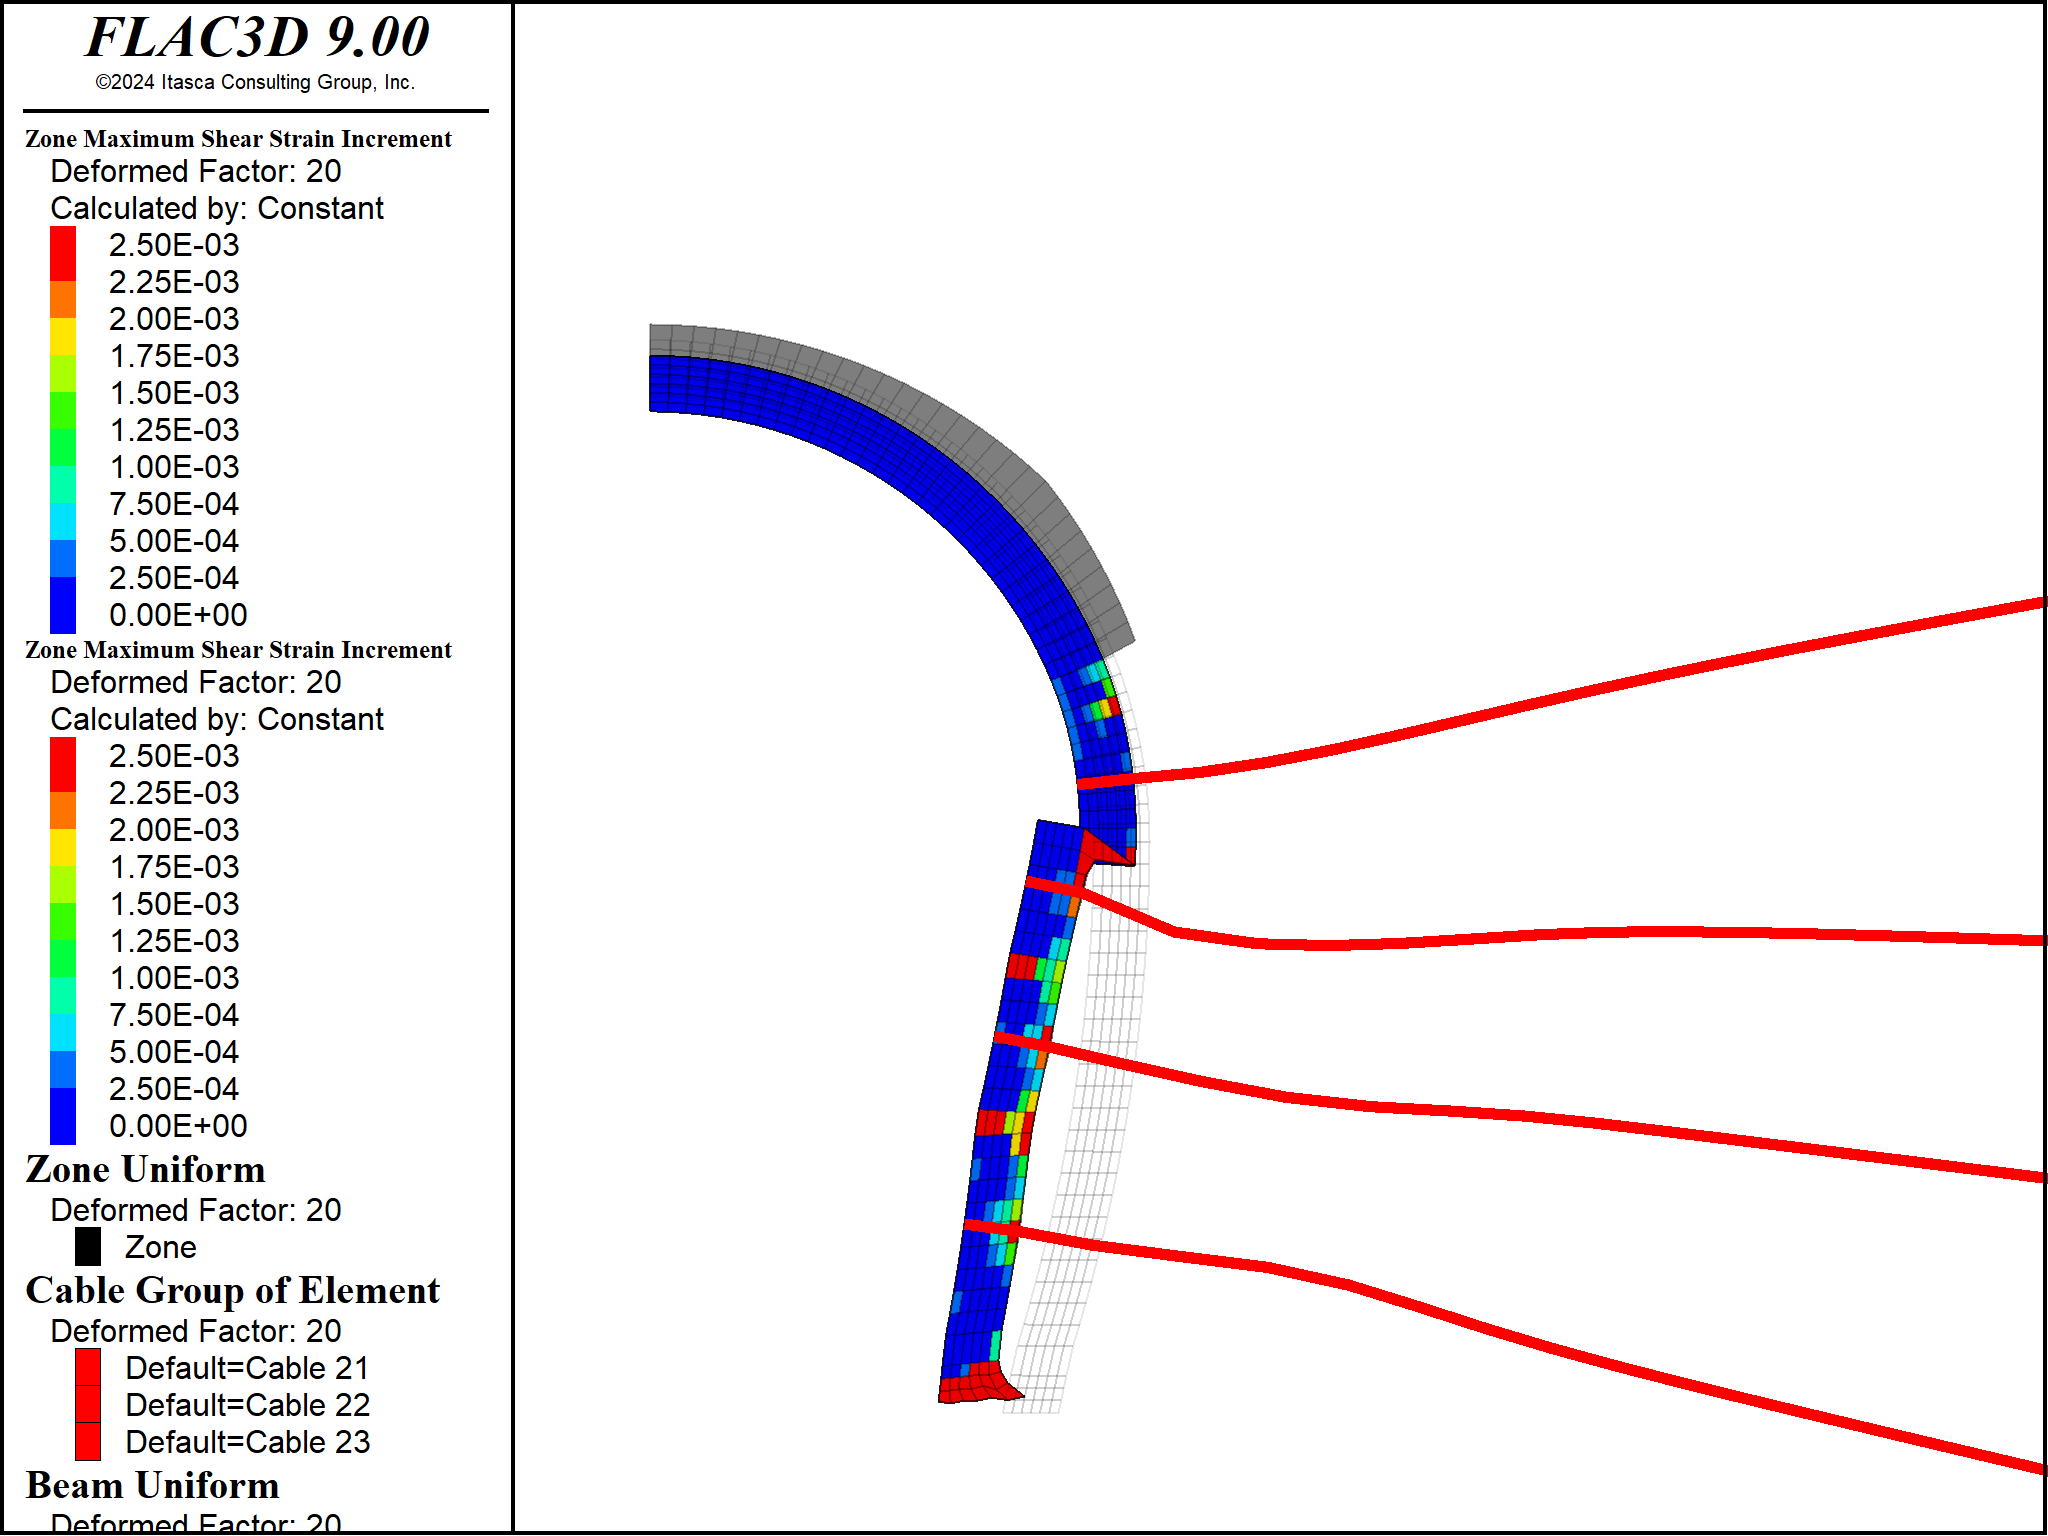 FLAC3D 9.00
©2024 Itasca Consulting Group, Inc.
Zone Maximum Shear Strain Increment
Deformed Factor: 20
Calculated by: Constant
2.50E-03
2.25E-03
2.00E-03
1.75E-03
1.50E-03
1.25E-03
1.00E-03
7.50E-04
5.00E-04
2.50E-04
0.00E+00
Zone Maximum Shear Strain Increment
Deformed Factor: 20
Calculated by: Constant
2.50E-03
2.25E-03
2.00E-03
1.75E-03
1.50E-03
1.25E-03
1.00E-03
7.50E-04
5.00E-04
2.50E-04
0.00E+00
Zone Uniform
Deformed Factor: 20
Zone
Cable Group of Element
Deformed Factor: 20
Default=Cable 21
Default=Cable 22
Default=Cable 23
Beam Uniform
Deformed Factor: 20